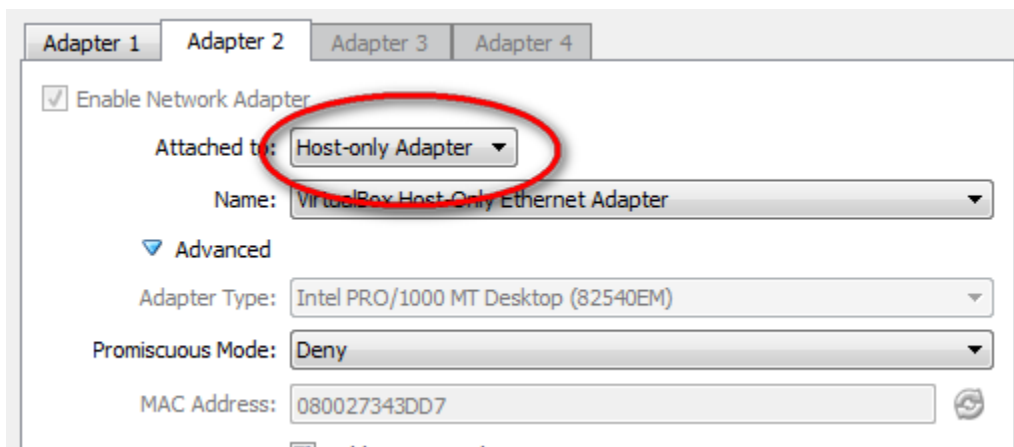 Adapter 1 Adapter 2 Adapter 3 Adapter 4
Enable Network Adapter
Attached to: Host-only Adapter
Name: VirtualBox Host-Only Ethernet Adapter
Advanced
Adapter Type: Intel PRO/1000 MT Desktop (82540EM)
Promiscuous Mode: Deny
MAC Address: 080027343DD7